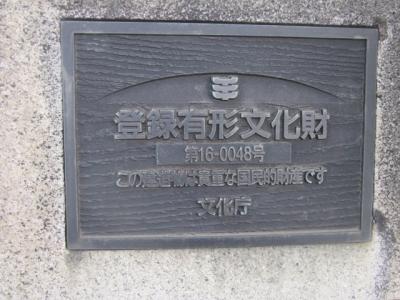 登録有形文化財
第16-0048号
この建造物は貴重な国民的財産です
文化庁